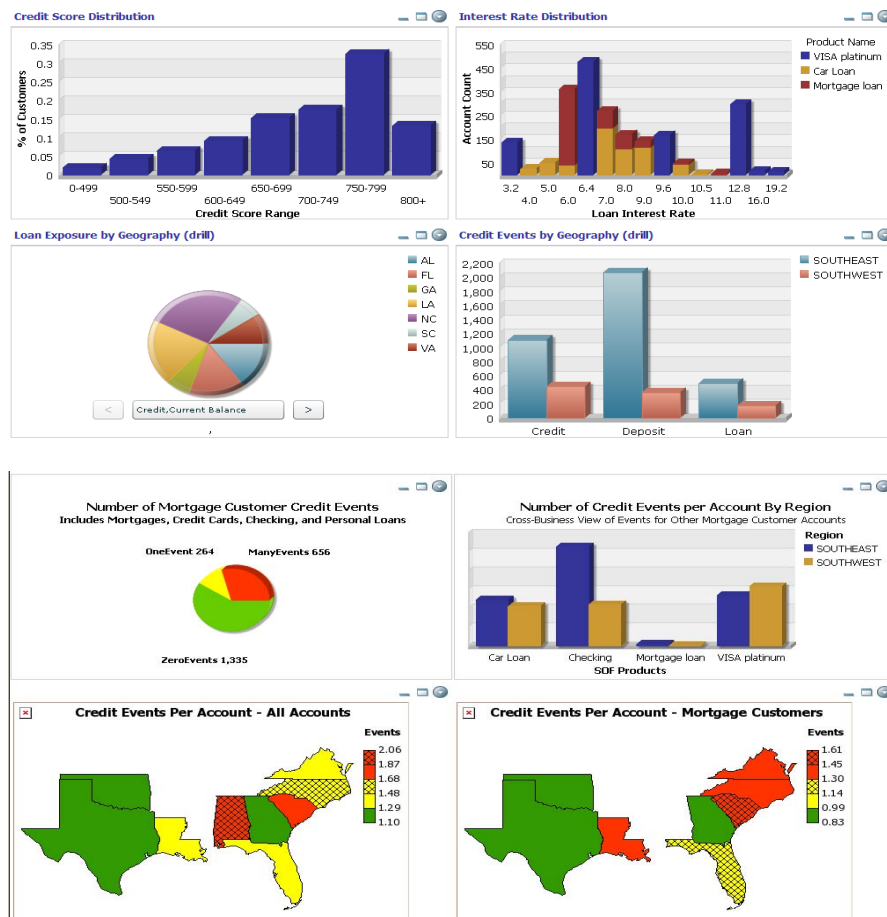 Credit Score Distribution
0.35
0.3
0.25
0.2
0.15
0.1
0.05
0
% of Customers
0-499 550-599 650-699 750-799
500-549 600-649 700-749 800+
Credit Score Range
Interest Rate Distribution
550
450
350
250
150
50
Account Count
Product Name
VISA platinum
Car Loan
Mortgage loan
3.2 5.0 6.4 8.0 9.6 10.5 12.8 19.2
4.0 6.0 7.0 9.0 10.0 11.0 16.0
Loan Interest Rate
Loan Exposure by Geography (drill)
AL
FL
GA
LA
NC
SC
VA
< Credit,Current Balance >
,
Credit Events by Geography (drill)
2,200
2,000
1,800
1,600
1,400
1,200
1,000
800
600
400
200
0
SOUTHEAST
SOUTHWEST
Credit Deposit Loan
Number of Mortgage Customer Credit Events
Includes Mortgages, Credit Cards, Checking, and Personal Loans
OneEvent 264 ManyEvents 656
ZeroEvents 1,335
Number of Credit Events per Account By Region
Cross-Business View of Events for Other Mortgage Customer Accounts
Region
SOUTHEAST
SOUTHWEST
Car Loan Checking Mortgage loan VISA platinum
SOF Products
Credit Events Per Account - All Accounts
Events
2.06
1.87
1.68
1.48
1.29
1.10
Credit Events Per Account - Mortgage Customers
Events
1.61
1.45
1.30
1.14
0.99
0.83